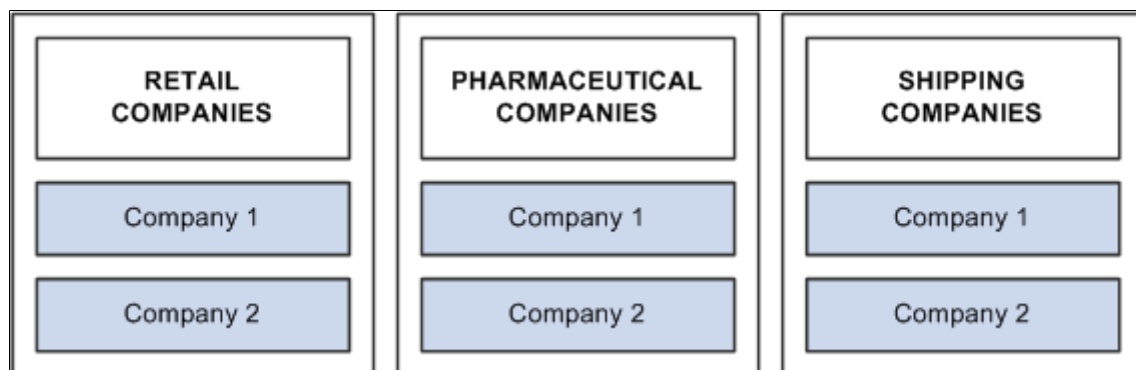 RETAIL
COMPANIES
Company 1
Company 2
PHARMACEUTICAL
COMPANIES
Company 1
Company 2
SHIPPING
COMPANIES
Company 1
Company 2